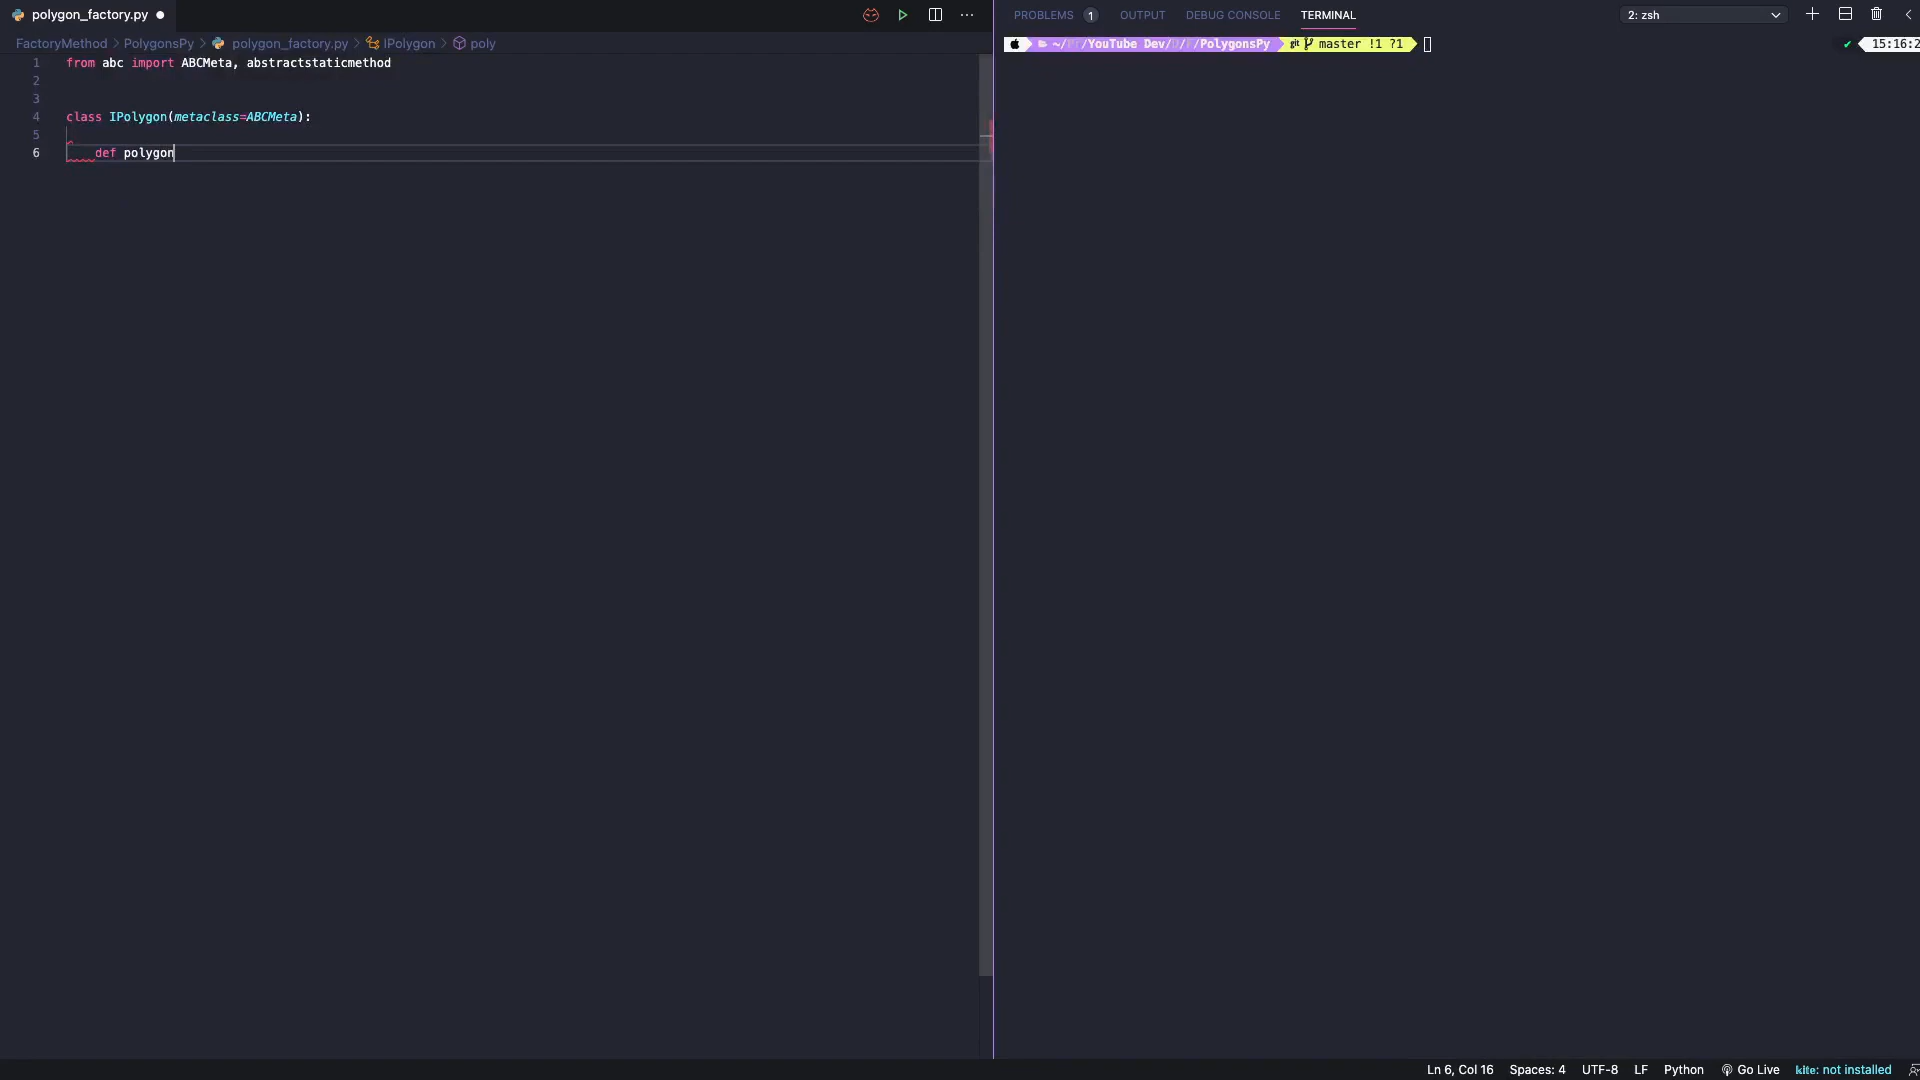 polygon_factory.py
PROBLEMS 1 OUTPUT DEBUG CONSOLE TERMINAL 2: zsh
FactoryMethod > PolygonsPy > polygon_factory.py > IPolygon > poly
~/ /YouTube Dev/ / /PolygonsPy git master !1 ?1 15:16:2
1 from abc import ABCMeta, abstractstaticmethod
2
3
4 class IPolygon(metaclass=ABCMeta):
5
6 def polygon
Ln 6, Col 16 Spaces: 4 UTF-8 LF Python Go Live kite: not installed